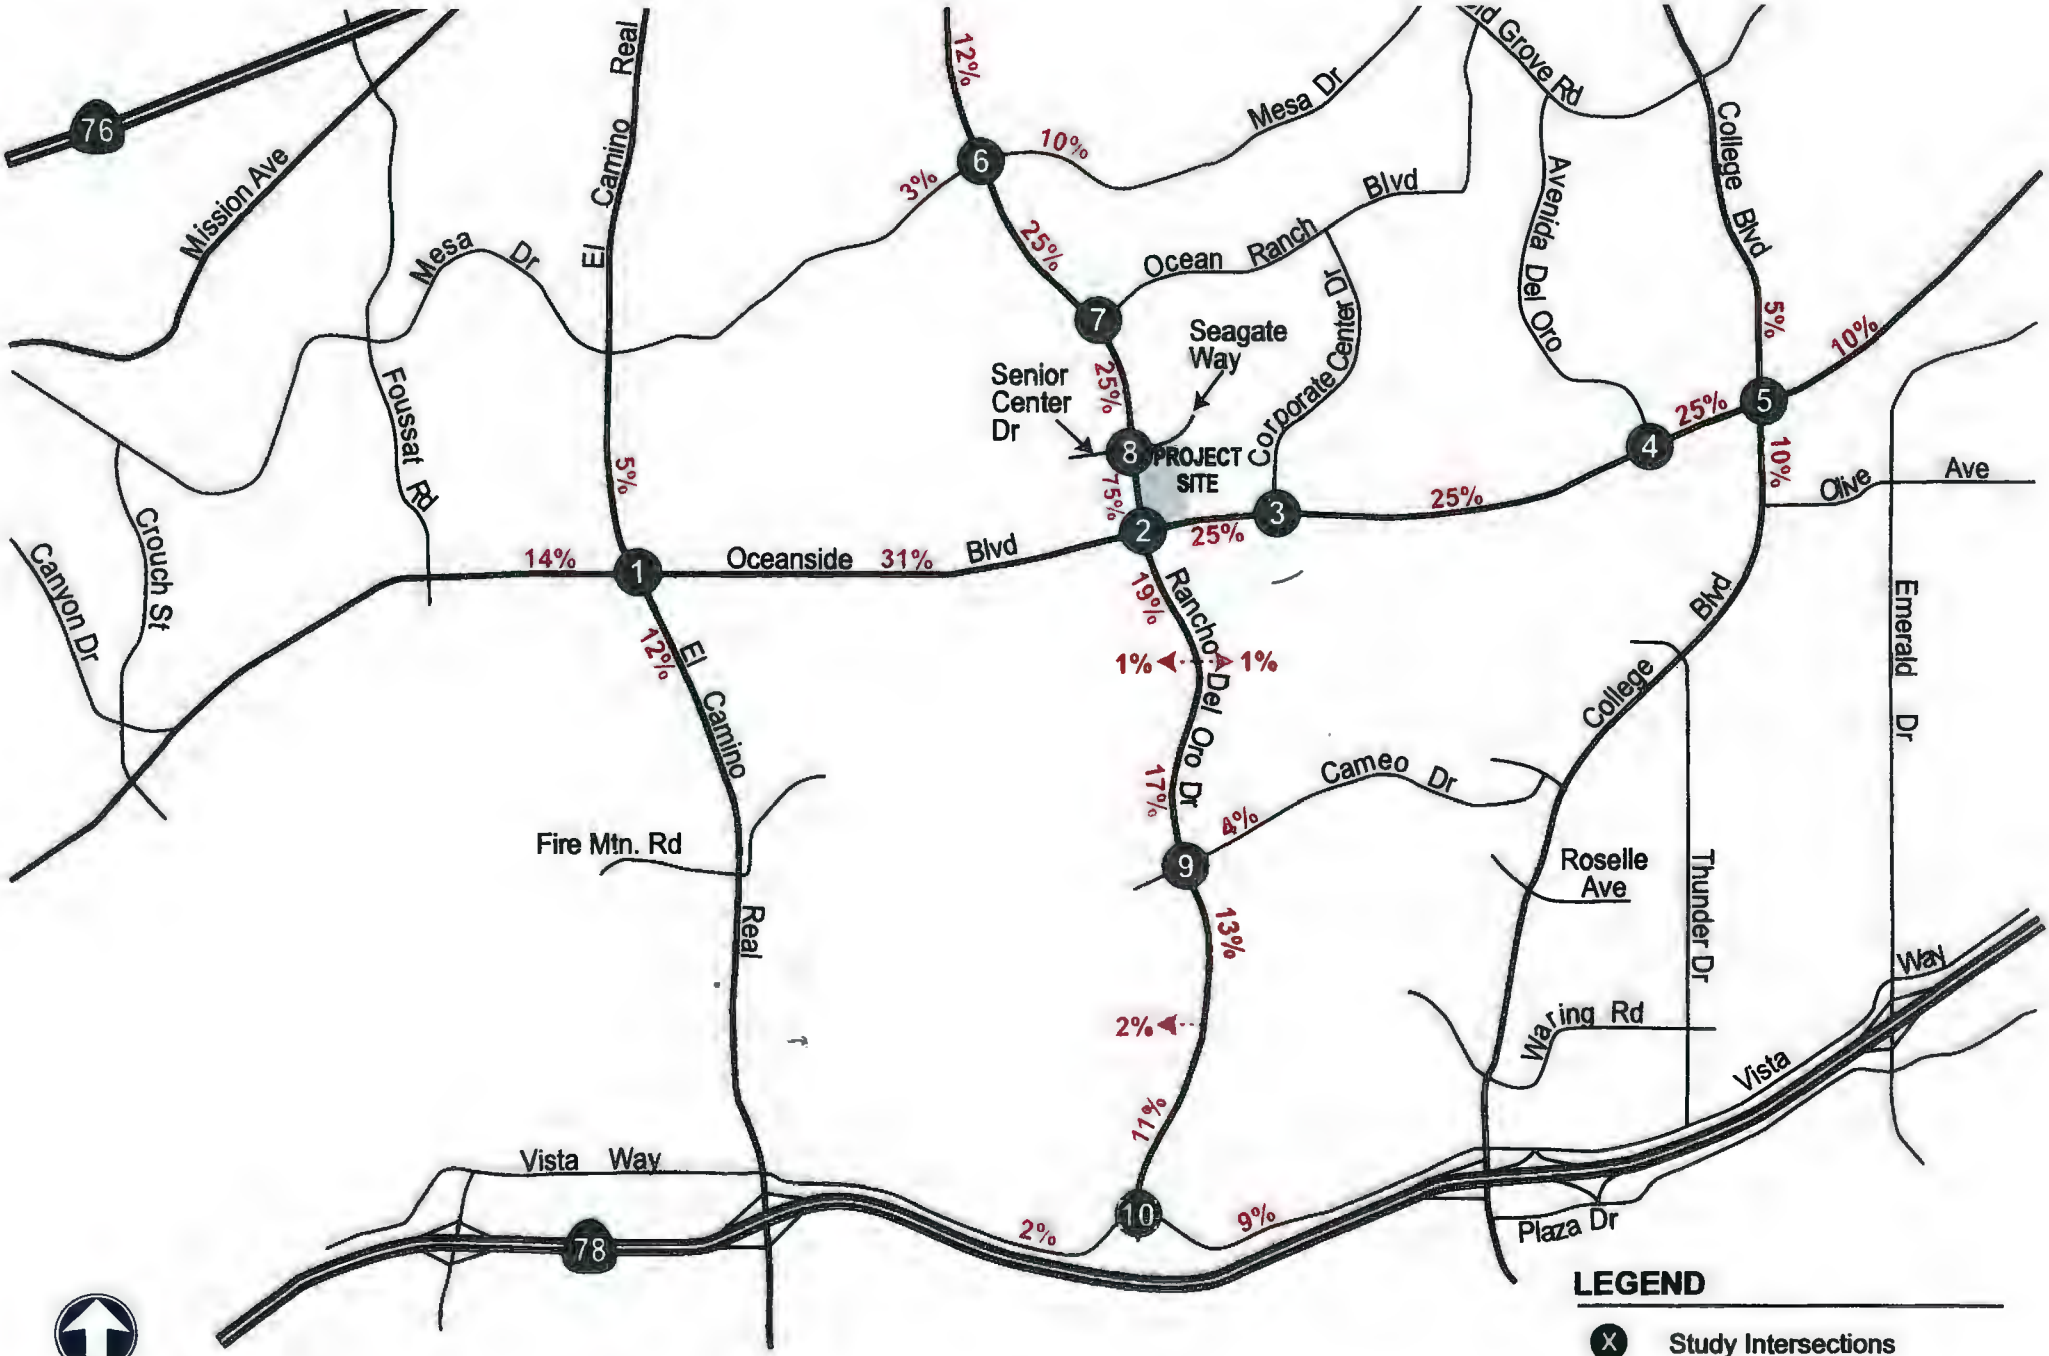 76
Mission Ave
El Camino Real
12%
6
10%
Mesa Dr
Grove Rd
College Blvd
3%
25%
Ocean Ranch Blvd
Avenida Del Oro
Mesa Dr
7
Corporate Center Dr
Seagate
Way
5%
10%
Senior
Center
Dr
25%
8
PROJECT
SITE
75%
Foussat Rd
5%
25%
5
4
10%
Olive Ave
Crouch St
Canyon Dr
14%
1
Oceanside 31% Blvd
2
25%
3
25%
12%
El Camino Real
19%
Rancho Del Oro Dr
1%
1%
17%
College Blvd
Emerald Dr
Fire Mtn. Rd
Cameo Dr
4%
9
Roselle
Ave
Thunder Dr
13%
Waring Rd
2%
11%
Vista Way
Vista Way
78
2%
10
9%
Plaza Dr
LEGEND
X Study Intersections